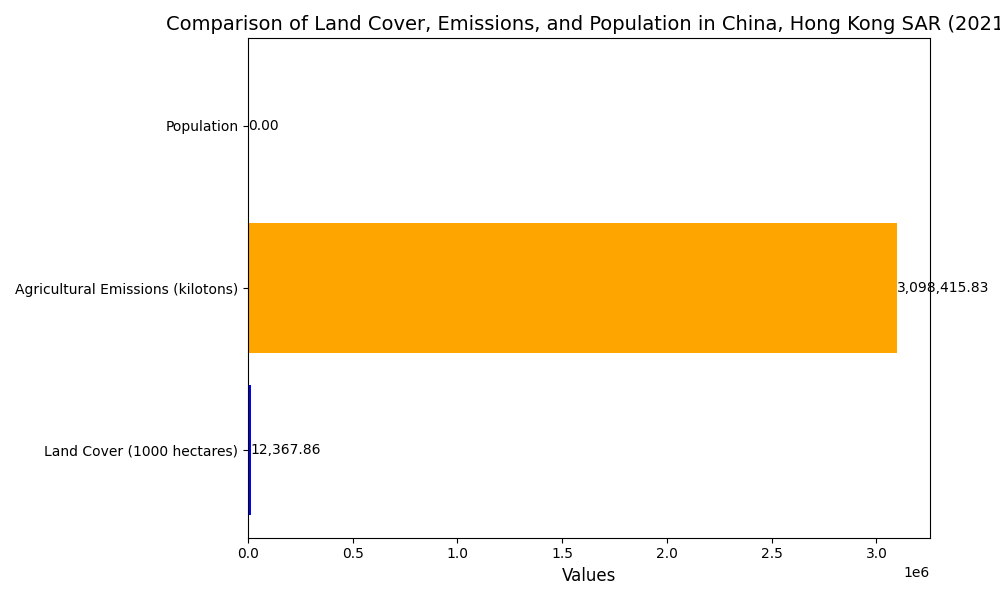 Comparison of Land Cover, Emissions, and Population in China, Hong Kong SAR (2021
Population
0.00
Agricultural Emissions (kilotons)
3,098,415.83
Land Cover (1000 hectares)
12,367.86
0.0 0.5 1.0 1.5 2.0 2.5 3.0
1e6
Values